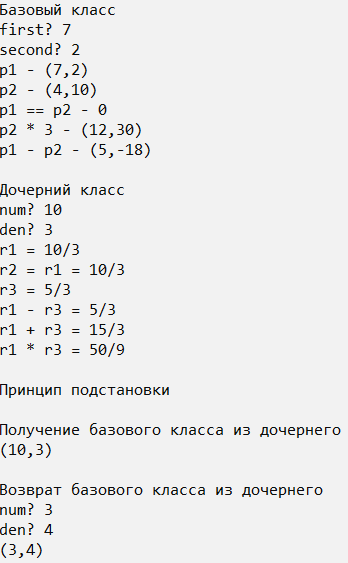 Базовый класс
first? 7
second? 2
p1 - (7,2)
p2 - (4,10)
p1 == p2 - 0
p2 * 3 - (12,30)
p1 - p2 - (5,-18)
Дочерний класс
num? 10
den? 3
r1 = 10/3
r2 = r1 = 10/3
r3 = 5/3
r1 - r3 = 5/3
r1 + r3 = 15/3
r1 * r3 = 50/9
Принцип подстановки
Получение базового класса из дочернего
(10,3)
Возврат базового класса из дочернего
num? 3
den? 4
(3,4)